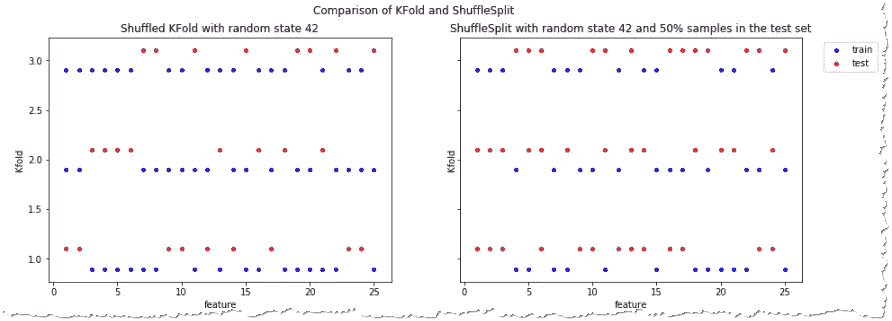 Comparison of KFold and ShuffleSplit
Shuffled KFold with random state 42
ShuffleSplit with random state 42 and 50% samples in the test set
train
test
3.0
2.5
2.0
1.5
1.0
Kfold
Kfold
0 5 10 15 20 25
0 5 10 15 20 25
feature
feature